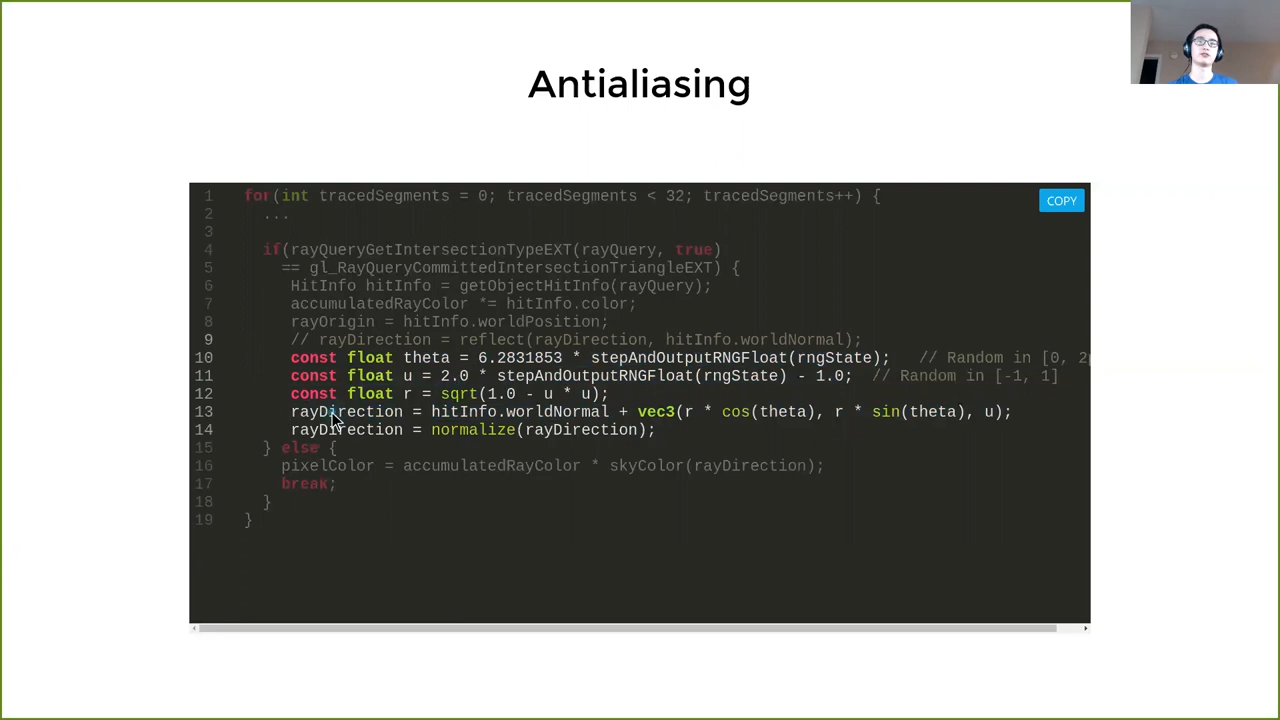 Antialiasing
COPY
1 for(int tracedSegments = 0; tracedSegments < 32; tracedSegments++) {
2 ...
3
4 if(rayQueryGetIntersectionTypeEXT(rayQuery, true)
5 == gl_RayQueryCommittedIntersectionTriangleEXT) {
6 HitInfo hitInfo = getObjectHitInfo(rayQuery);
7 accumulatedRayColor *= hitInfo.color;
8 rayOrigin = hitInfo.worldPosition;
9 // rayDirection = reflect(rayDirection, hitInfo.worldNormal);
10 const float theta = 6.2831853 * stepAndOutputRNGFloat(rngState); // Random in [0, 2p
11 const float u = 2.0 * stepAndOutputRNGFloat(rngState) - 1.0; // Random in [-1, 1]
12 const float r = sqrt(1.0 - u * u);
13 rayDirection = hitInfo.worldNormal + vec3(r * cos(theta), r * sin(theta), u);
14 rayDirection = normalize(rayDirection);
15 } else {
16 pixelColor = accumulatedRayColor * skyColor(rayDirection);
17 break;
18 }
19 }